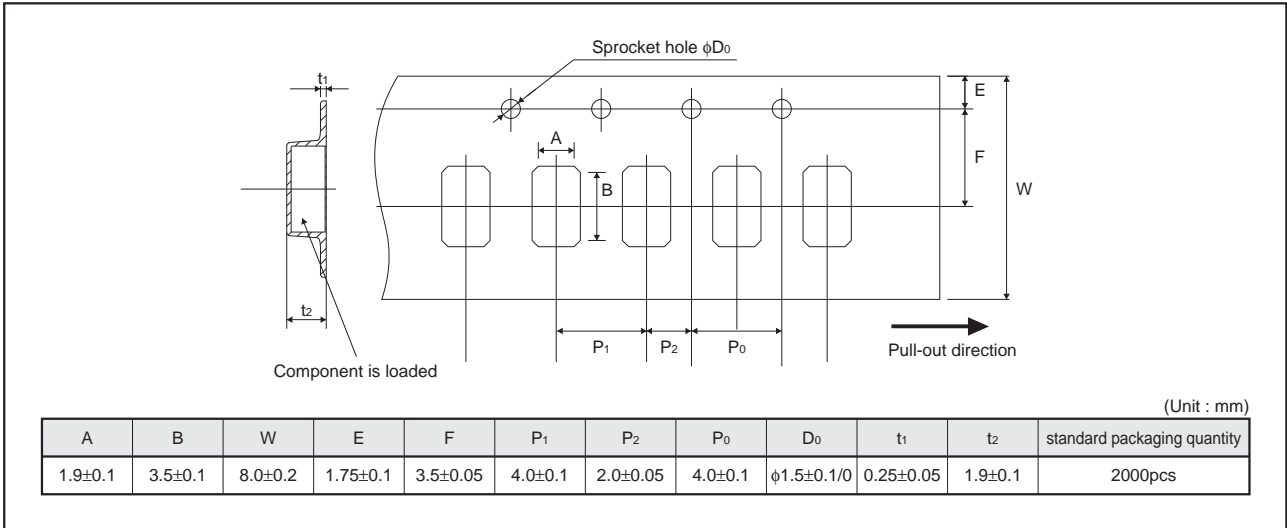 Sprocket hole φD0
t1
E
A
F
B
W
t2
P1
P2
P0
Pull-out direction
Component is loaded
(Unit : mm)
A B W E F P1 P2 P0 D0 t1 t2 standard packaging quantity
1.9±0.1 3.5±0.1 8.0±0.2 1.75±0.1 3.5±0.05 4.0±0.1 2.0±0.05 4.0±0.1 φ1.5±0.1/0 0.25±0.05 1.9±0.1 2000pcs